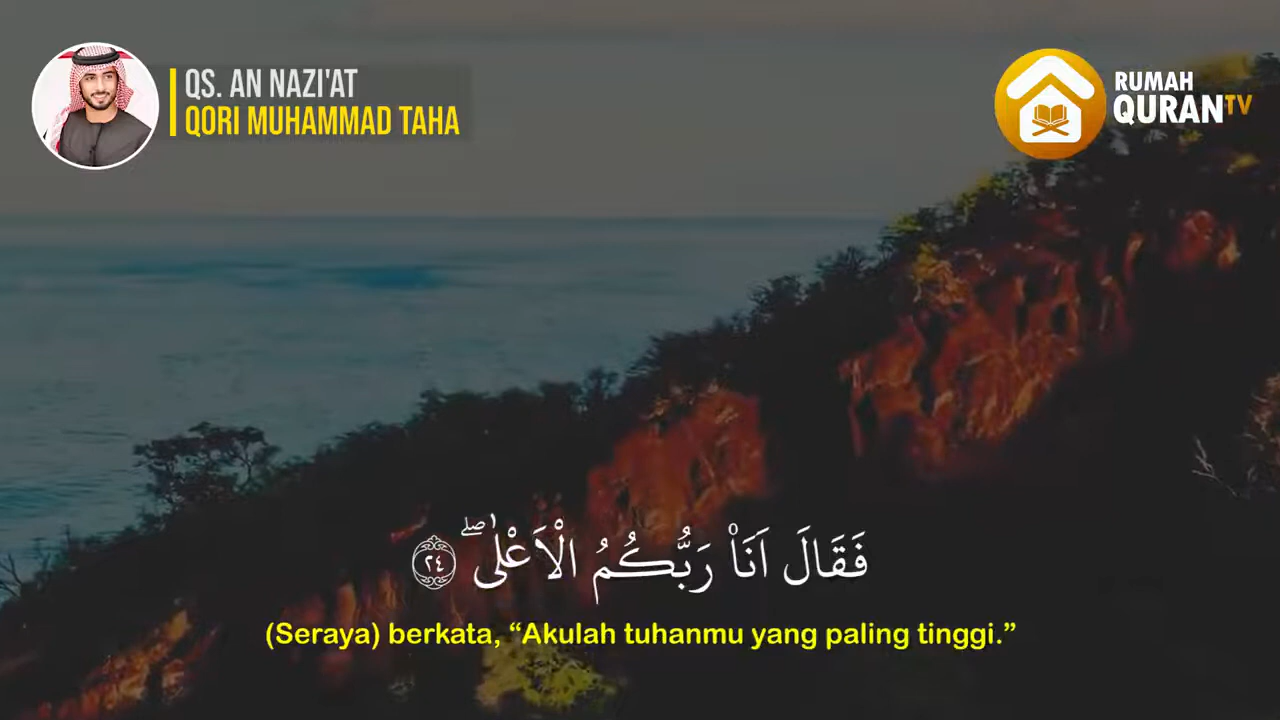 QS. AN NAZI'AT
QORI MUHAMMAD TAHA
RUMAH
QURANTV
فَقَالَ اَنَا۠ رَبُّكُمُ الْاَعْلٰىۖ ٢٤
(Seraya) berkata, “Akulah tuhanmu yang paling tinggi.”